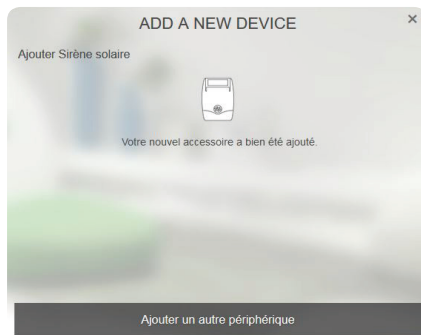 ADD A NEW DEVICE
×
Ajouter Sirène solaire
Votre nouvel accessoire a bien été ajouté.
Ajouter un autre périphérique